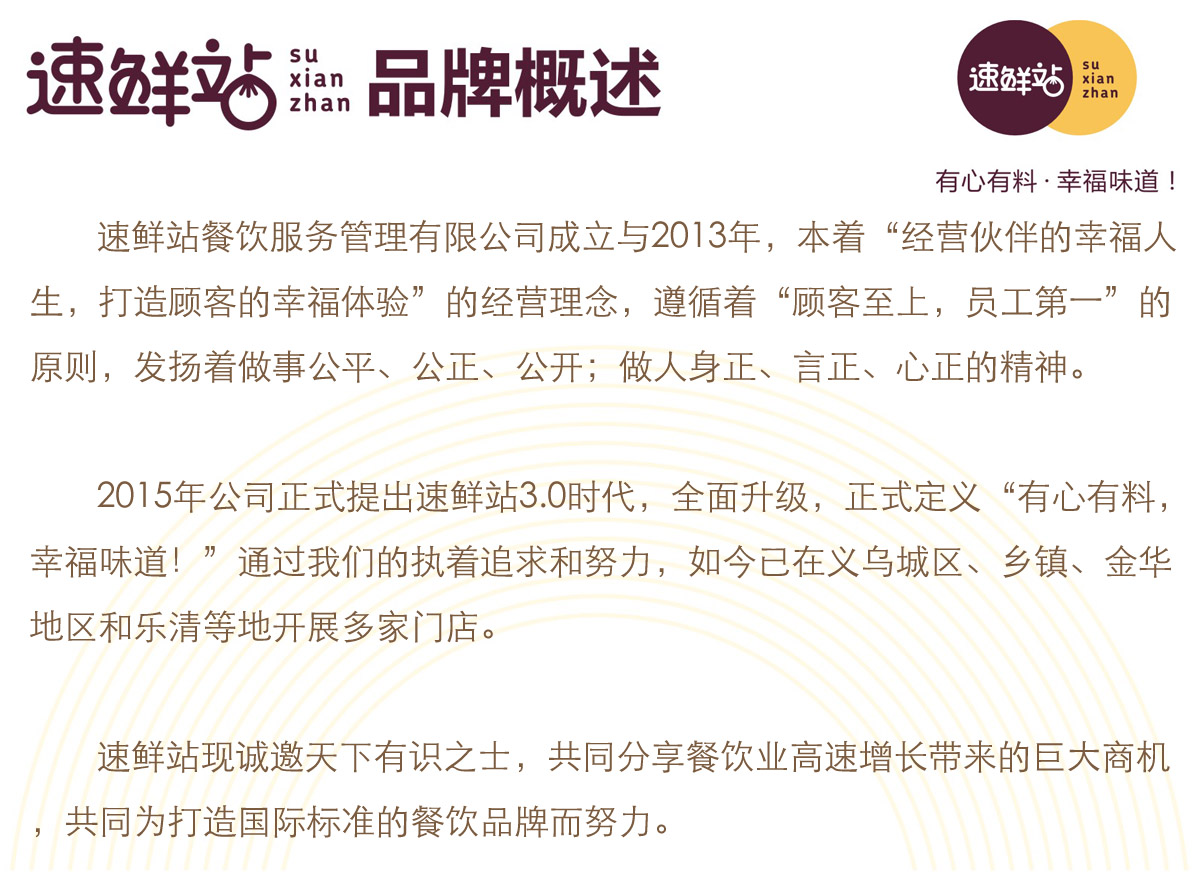 速鲜站 su xian zhan 品牌概述
速鲜站 su xian zhan
有心有料·幸福味道！
速鲜站餐饮服务管理有限公司成立与2013年，本着“经营伙伴的幸福人
生，打造顾客的幸福体验”的经营理念，遵循着“顾客至上，员工第一”的
原则，发扬着做事公平、公正、公开；做人身正、言正、心正的精神。
2015年公司正式提出速鲜站3.0时代，全面升级，正式定义“有心有料，
幸福味道！”通过我们的执着追求和努力，如今已在义乌城区、乡镇、金华
地区和乐清等地开展多家门店。
速鲜站现诚邀天下有识之士，共同分享餐饮业高速增长带来的巨大商机
，共同为打造国际标准的餐饮品牌而努力。